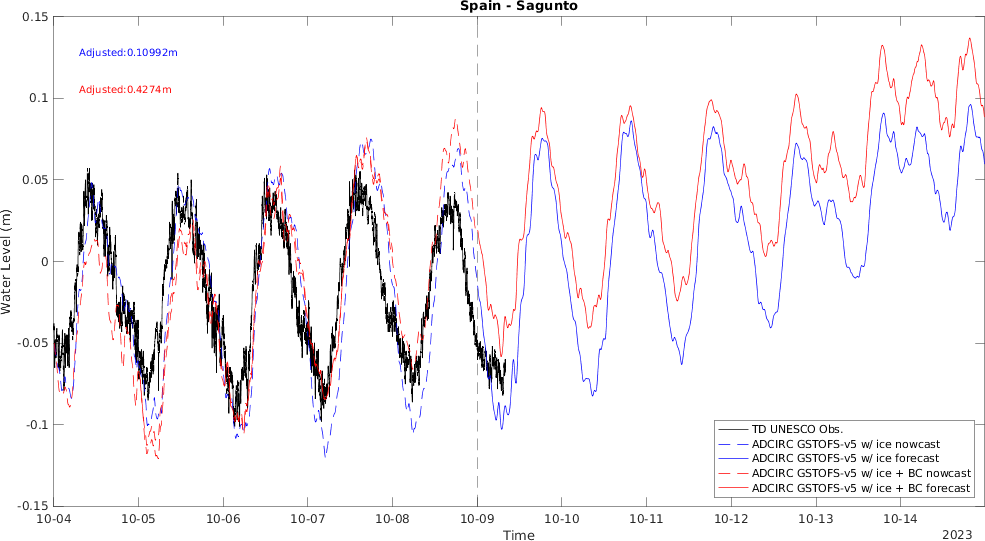 Spain - Sagunto
0.15
Adjusted:0.10992m
Adjusted:0.4274m
0.1
0.05
0
-0.05
-0.1
-0.15
Water Level (m)
TD UNESCO Obs.
ADCIRC GSTOFS-v5 w/ ice nowcast
ADCIRC GSTOFS-v5 w/ ice forecast
ADCIRC GSTOFS-v5 w/ ice + BC nowcast
ADCIRC GSTOFS-v5 w/ ice + BC forecast
10-04 10-05 10-06 10-07 10-08 10-09 10-10 10-11 10-12 10-13 10-14
Time
2023